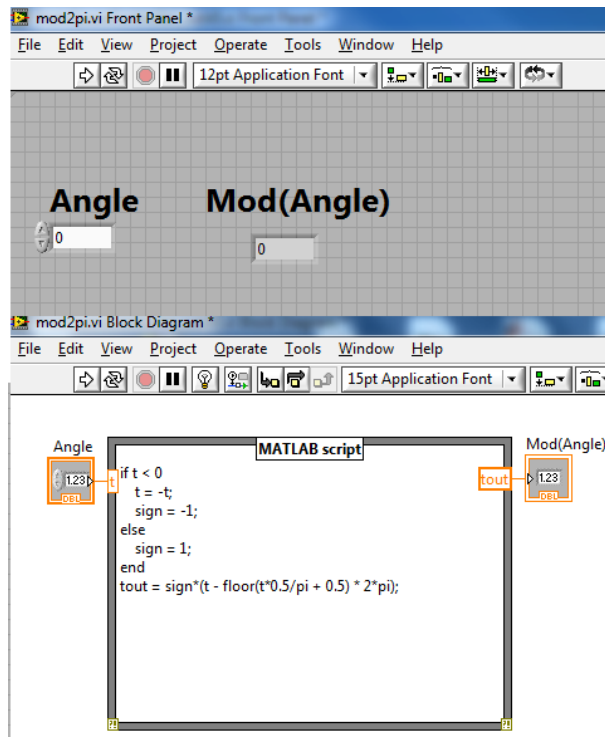 mod2pi.vi Front Panel *
File Edit View Project Operate Tools Window Help
12pt Application Font
Angle Mod(Angle)
0
0
mod2pi.vi Block Diagram *
File Edit View Project Operate Tools Window Help
15pt Application Font
Angle MATLAB script Mod(Angle)
1.23 t tout 1.23
DBL DBL
if t < 0
t = -t;
sign = -1;
else
sign = 1;
end
tout = sign*(t - floor(t*0.5/pi + 0.5) * 2*pi);